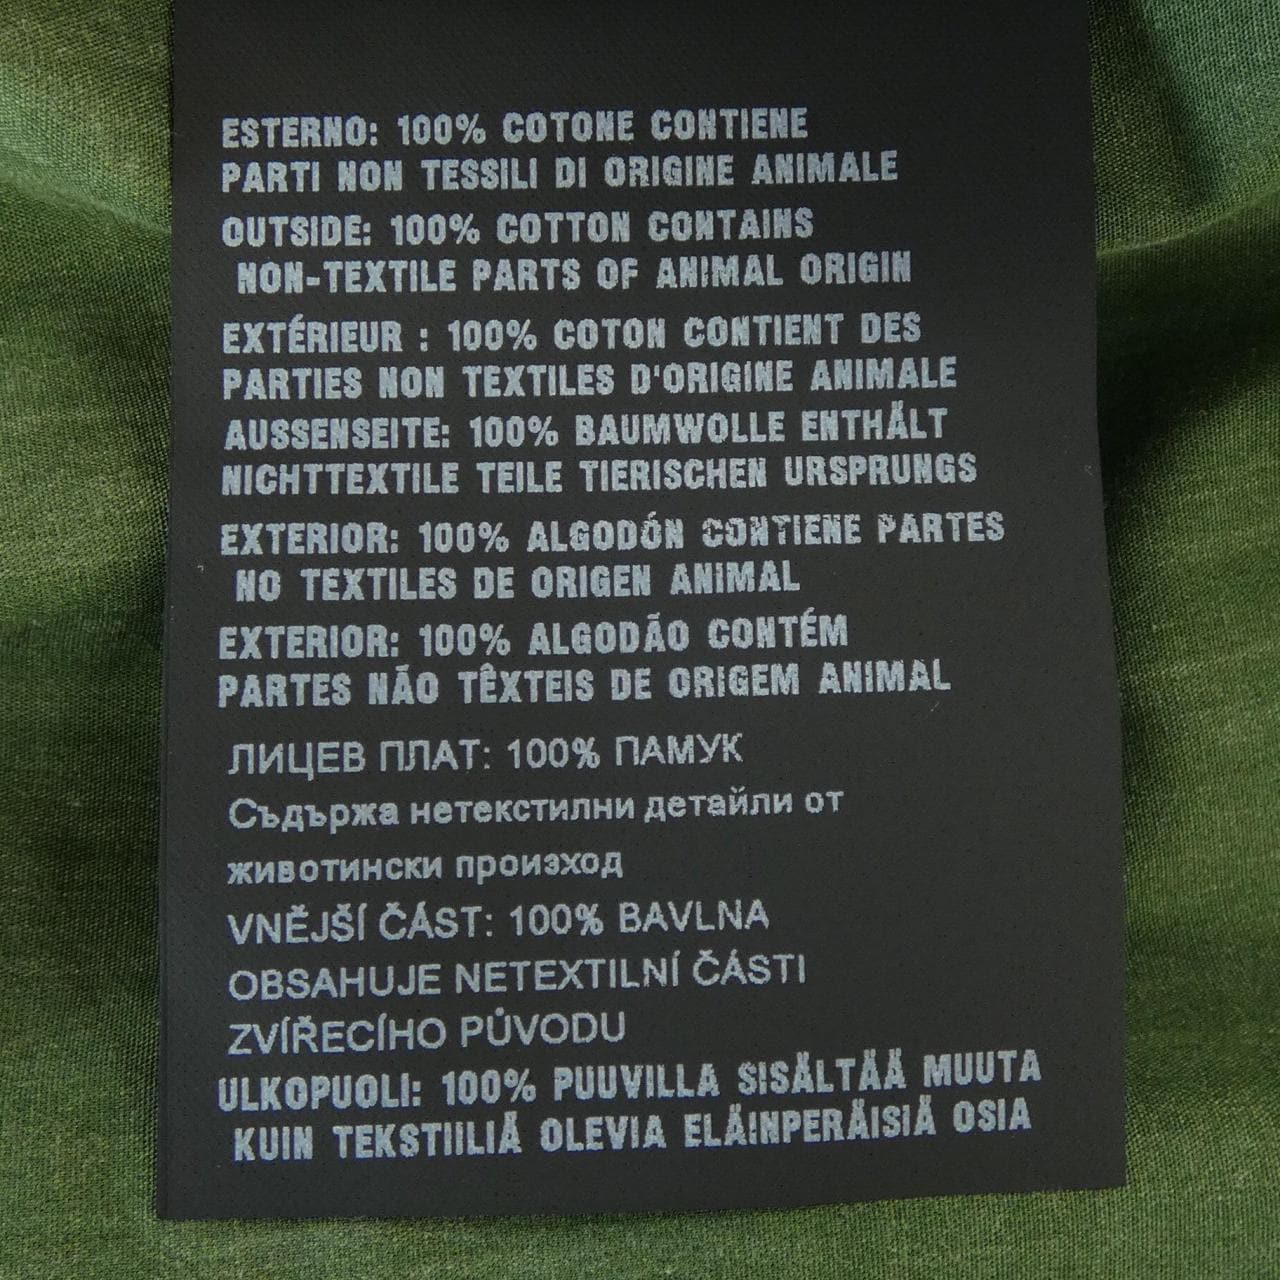 ESTERNO: 100% COTONE CONTIENE
PARTI NON TESSILI DI ORIGINE ANIMALE
OUTSIDE: 100% COTTON CONTAINS
NON-TEXTILE PARTS OF ANIMAL ORIGIN
EXTÉRIEUR : 100% COTON CONTIENT DES
PARTIES NON TEXTILES D'ORIGINE ANIMALE
AUSSENSEITE: 100% BAUMWOLLE ENTHÄLT
NICHTTEXTILE TEILE TIERISCHEN URSPRUNGS
EXTERIOR: 100% ALGODÓN CONTIENE PARTES
NO TEXTILES DE ORIGEN ANIMAL
EXTERIOR: 100% ALGODÃO CONTÉM
PARTES NÃO TÊXTEIS DE ORIGEM ANIMAL
ЛИЦЕВ ПЛАТ: 100% ПАМУК
Съдържа нетекстилни детайли от
животински произход
VNĚJŠÍ ČÁST: 100% BAVLNA
OBSAHUJE NETEXTILNÍ ČÁSTI
ZVÍŘECÍHO PŮVODU
ULKOPUOLI: 100% PUUVILLA SISÄLTÄÄ MUUTA
KUIN TEKSTIILIÄ OLEVIA ELÄINPERÄISIÄ OSIA